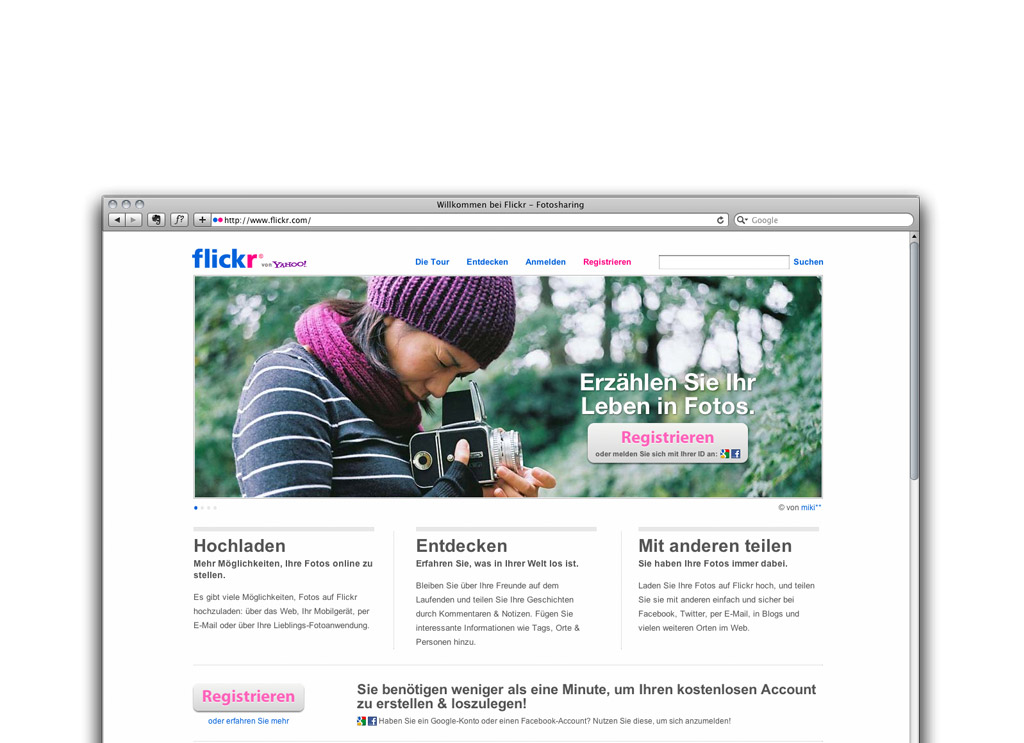 Willkommen bei Flickr – Fotosharing
f?
+
http://www.flickr.com/
Google
flickr® von YAHOO!
Die Tour Entdecken Anmelden Registrieren Suchen
Erzählen Sie Ihr
Leben in Fotos.
Registrieren
oder melden Sie sich mit Ihrer ID an:
© von miki**
Hochladen
Mehr Möglichkeiten, Ihre Fotos online zu
stellen.
Es gibt viele Möglichkeiten, Fotos auf Flickr
hochzuladen: über das Web, Ihr Mobilgerät, per
E-Mail oder über Ihre Lieblings-Fotoanwendung.
Entdecken
Erfahren Sie, was in Ihrer Welt los ist.
Bleiben Sie über Ihre Freunde auf dem
Laufenden und teilen Sie Ihre Geschichten
durch Kommentaren & Notizen. Fügen Sie
interessante Informationen wie Tags, Orte &
Personen hinzu.
Mit anderen teilen
Sie haben Ihre Fotos immer dabei.
Laden Sie Ihre Fotos auf Flickr hoch, und teilen
Sie sie mit anderen einfach und sicher bei
Facebook, Twitter, per E-Mail, in Blogs und
vielen weiteren Orten im Web.
Registrieren
oder erfahren Sie mehr
Sie benötigen weniger als eine Minute, um Ihren kostenlosen Account
zu erstellen & loszulegen!
Haben Sie ein Google-Konto oder einen Facebook-Account? Nutzen Sie diese, um sich anzumelden!